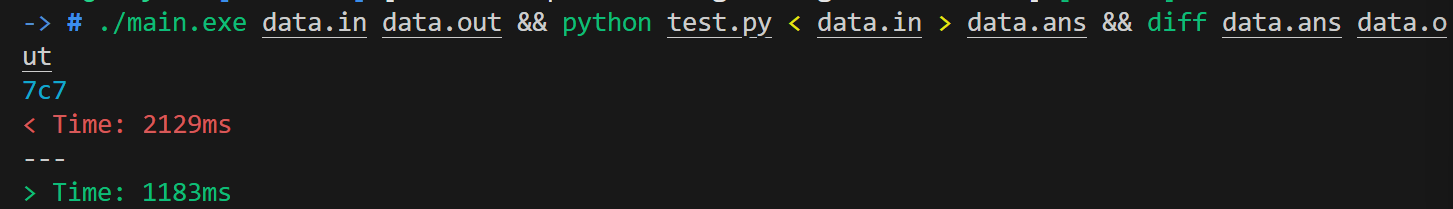 -> # ./main.exe data.in data.out && python test.py < data.in > data.ans && diff data.ans data.o
ut
7c7
< Time: 2129ms
---
> Time: 1183ms